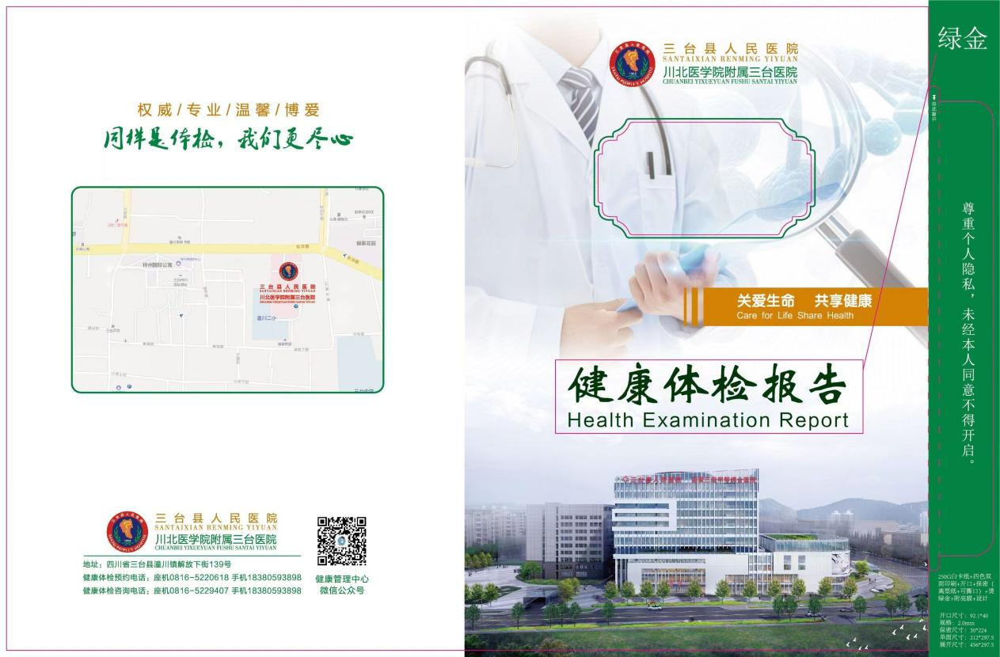 权威/专业/温馨/博爱
同样是体检，我们更尽心
梓州国际公寓
潼川二小
三台县人民医院
SANTAIXIAN RENMING YIYUAN
川北医学院附属三台医院
CHUANBEI YIXUEYUAN FUSHU SANTAI YIYUAN
三台县人民医院
SANTAIXIAN RENMING YIYUAN
川北医学院附属三台医院
CHUANBEI YIXUEYUAN FUSHU SANTAI YIYUAN
地址：四川省三台县潼川镇解放下街139号
健康体检预约电话：座机0816-5220618 手机18380593898
健康体检咨询电话：座机0816-5229407 手机18380593898
健康管理中心
微信公众号
三台县人民医院
SANTAIXIAN RENMING YIYUAN
川北医学院附属三台医院
CHUANBEI YIXUEYUAN FUSHU SANTAI YIYUAN
关爱生命 共享健康
Care for Life Share Health
健康体检报告
Health Examination Report
三台县人民医院
绿金
由此撕开
尊重个人隐私，未经本人同意不得开启。
250G白卡纸+四色双
面印刷+开口+保密（
离型纸+可撕口）+烫
绿金+附亮膜+设计
开口尺寸：92.1*40
规格：2.0mm
保密尺寸：30*224
单面尺寸：212*297.5
展开尺寸：456*297.5